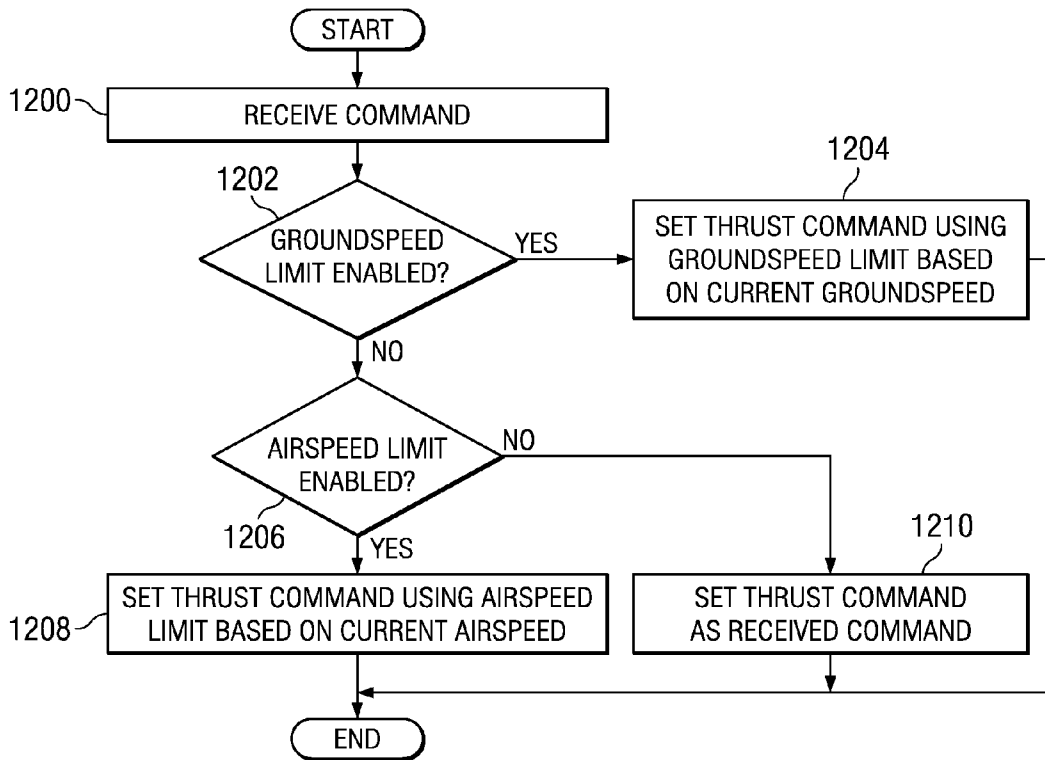 START
1200
RECEIVE COMMAND
1202
GROUNDSPEED
LIMIT ENABLED?
YES
1204
SET THRUST COMMAND USING
GROUNDSPEED LIMIT BASED
ON CURRENT GROUNDSPEED
NO
AIRSPEED LIMIT
ENABLED?
NO
1206
YES
1208
SET THRUST COMMAND USING AIRSPEED
LIMIT BASED ON CURRENT AIRSPEED
1210
SET THRUST COMMAND
AS RECEIVED COMMAND
END